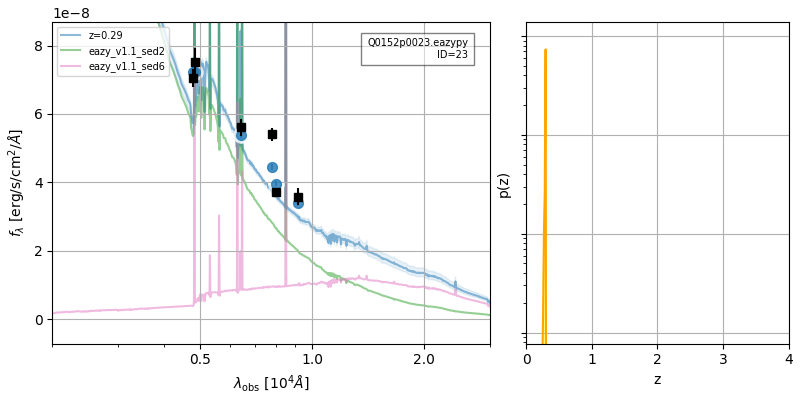 1e−8
z=0.29
eazy_v1.1_sed2
eazy_v1.1_sed6
Q0152p0023.eazypy
ID=23
8
6
4
2
0
f_λ [erg/s/cm²/Å]
0.5
1.0
2.0
λ_obs [10⁴Å]
p(z)
0
1
2
3
4
z